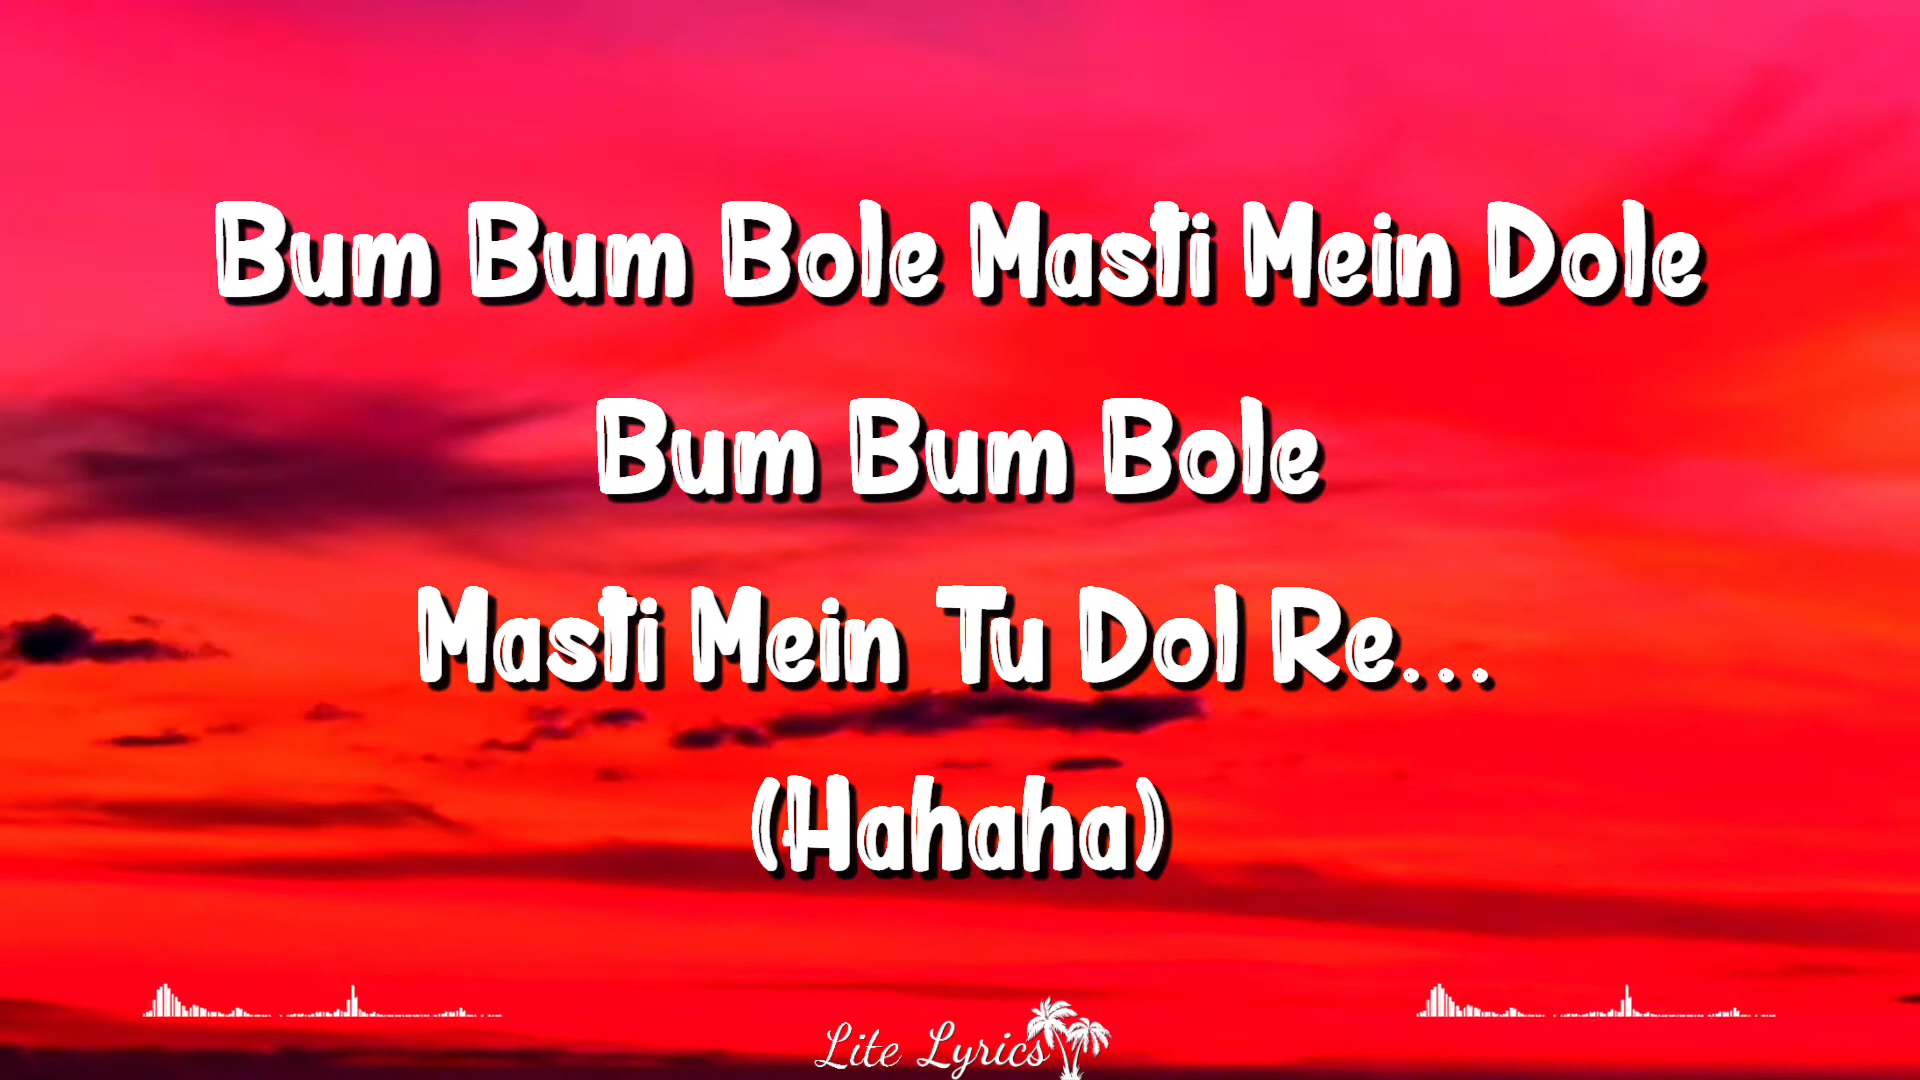 Bum Bum Bole Masti Mein Dole
Bum Bum Bole
Masti Mein Tu Dol Re...
(Hahaha)
Lite Lyrics